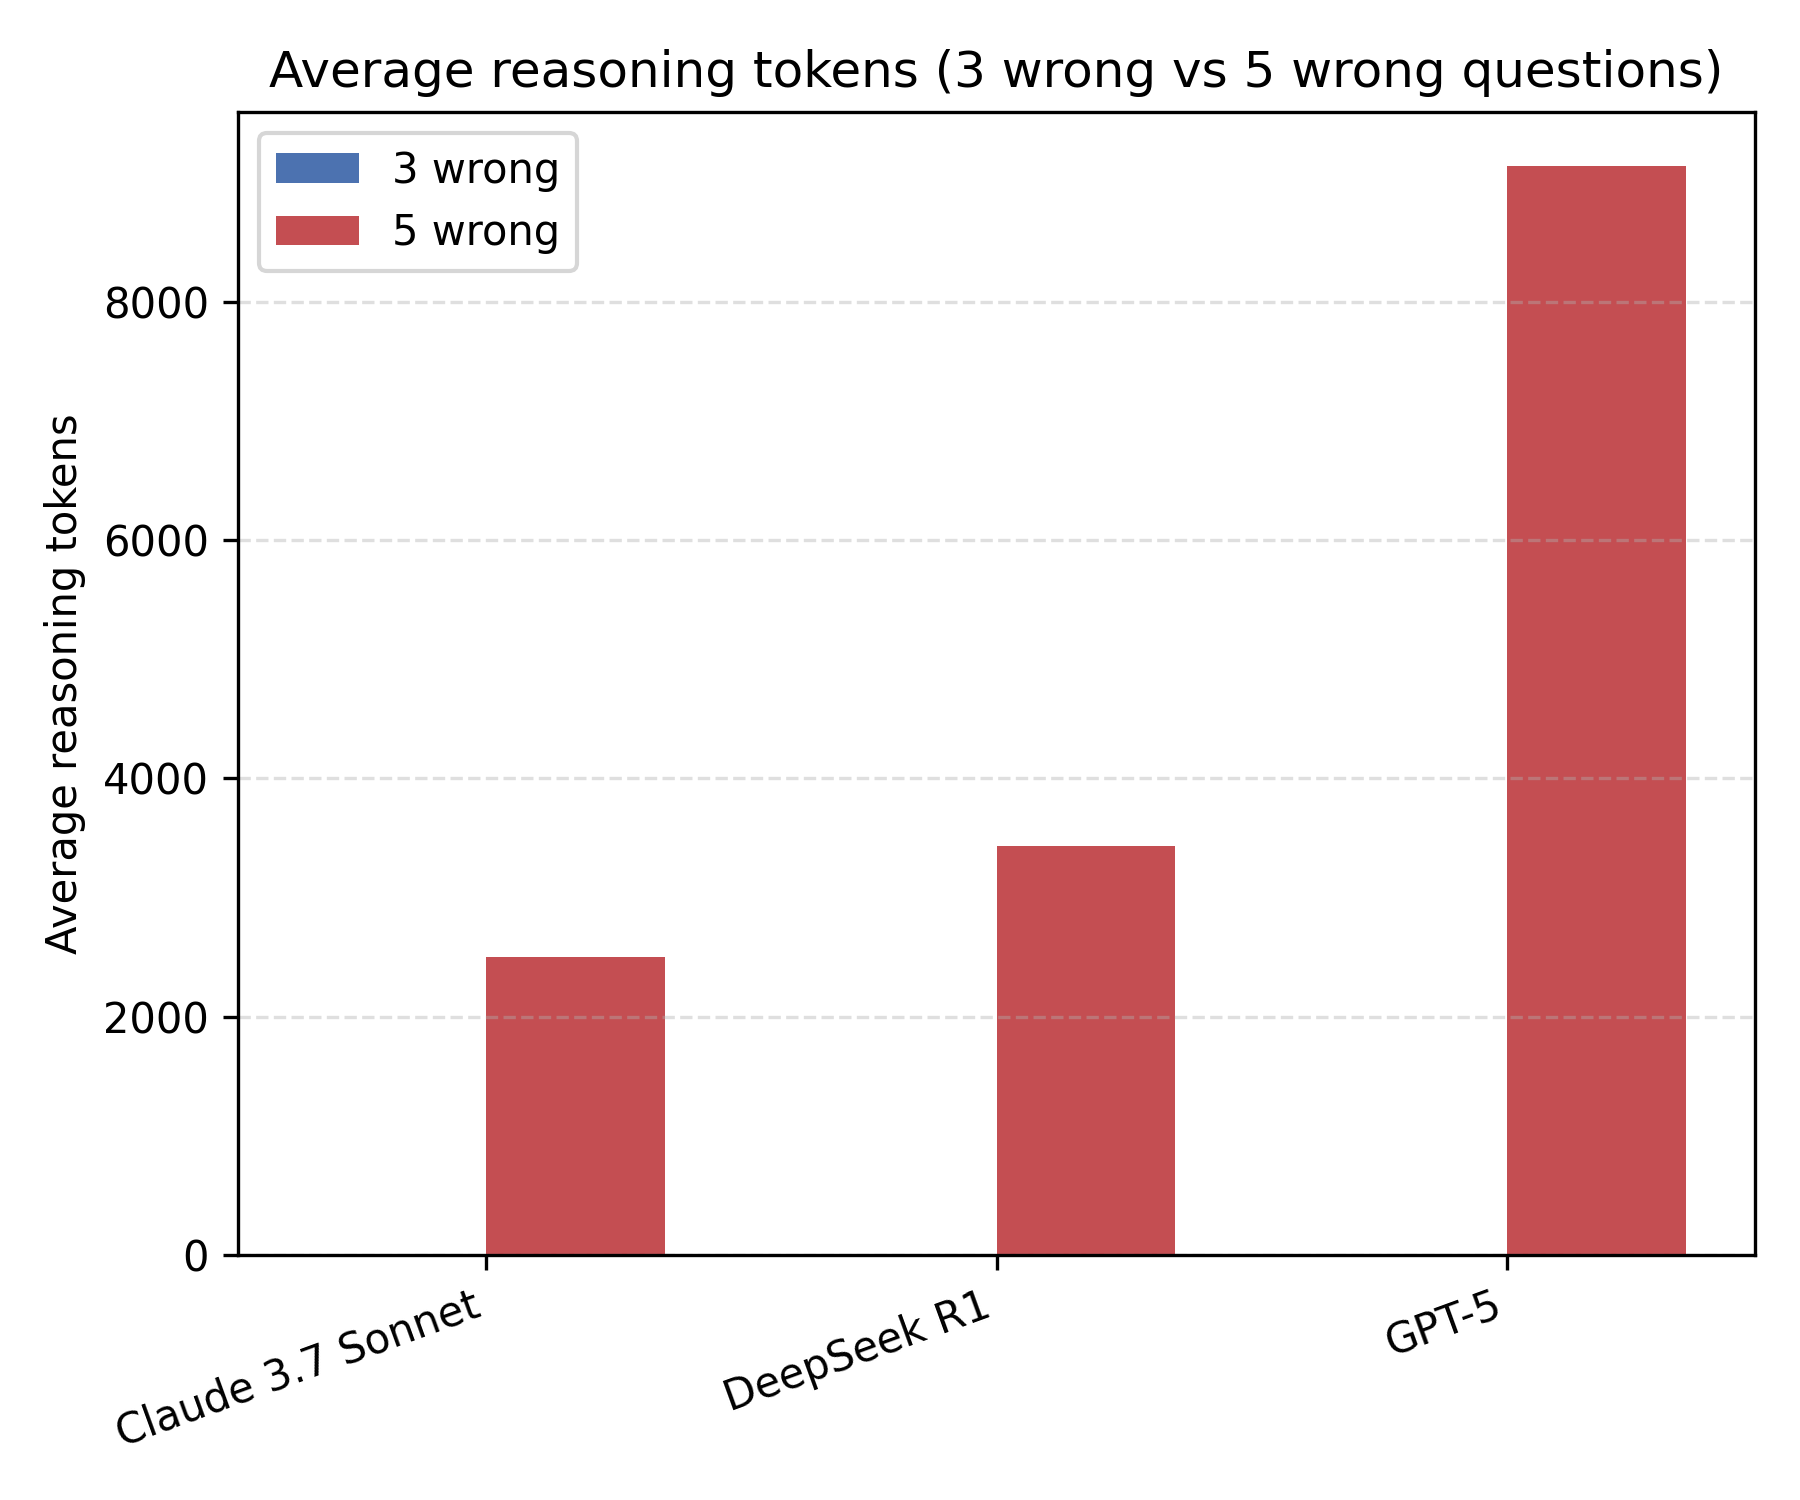 Average reasoning tokens (3 wrong vs 5 wrong questions)
3 wrong
5 wrong
Average reasoning tokens
8000
6000
4000
2000
0
Claude 3.7 Sonnet
DeepSeek R1
GPT-5